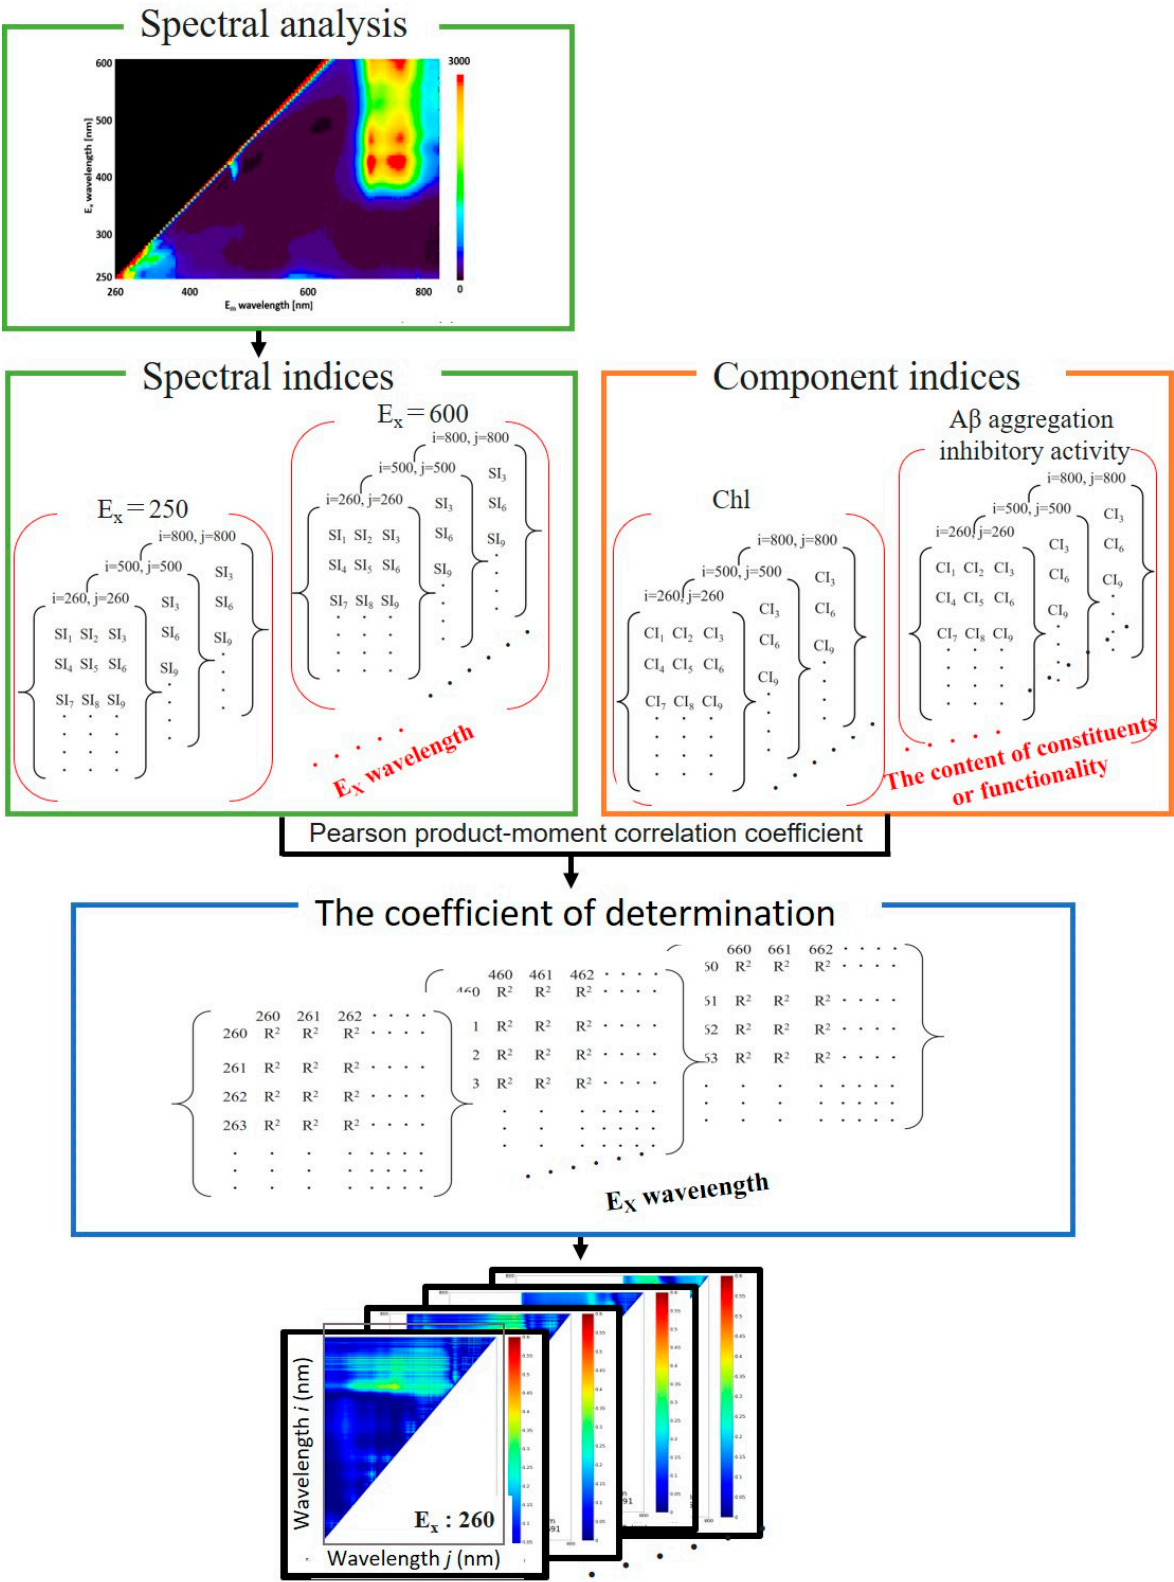 Spectral analysis
600
500
400
300
250
Ex wavelength [nm]
260 400 600 800
Em wavelength [nm]
3000
0
Spectral indices
Ex=250
i=800, j=800
i=500, j=500
i=260, j=260
SI1 SI2 SI3
SI4 SI5 SI6
SI7 SI8 SI9
SI3
SI6
SI9
SI3
SI6
SI9
Ex=600
i=800, j=800
i=500, j=500
i=260, j=260
SI1 SI2 SI3
SI4 SI5 SI6
SI7 SI8 SI9
SI3
SI6
SI9
SI3
SI6
SI9
EX wavelength
Component indices
Chl
i=800, j=800
i=500, j=500
i=260, j=260
CI1 CI2 CI3
CI4 CI5 CI6
CI7 CI8 CI9
CI3
CI6
CI9
CI3
CI6
CI9
Aβ aggregation
inhibitory activity
i=800, j=800
i=500, j=500
i=260, j=260
CI1 CI2 CI3
CI4 CI5 CI6
CI7 CI8 CI9
CI3
CI6
CI9
CI3
CI6
CI9
The content of constituents
or functionality
Pearson product-moment correlation coefficient
The coefficient of determination
260 261 262 · · · ·
260 R² R² R² · · · ·
261 R² R² R² · · · ·
262 R² R² R² · · · ·
263 R² R² R² · · · ·
460 461 462 · · · ·
460 R² R² R² · · · ·
1 R² R² R² · · · ·
2 R² R² R² · · · ·
3 R² R² R² · · · ·
660 661 662 · · · ·
60 R² R² R² · · · ·
61 R² R² R² · · · ·
62 R² R² R² · · · ·
63 R² R² R² · · · ·
EX wavelength
Wavelength i (nm)
Ex : 260
Wavelength j (nm)